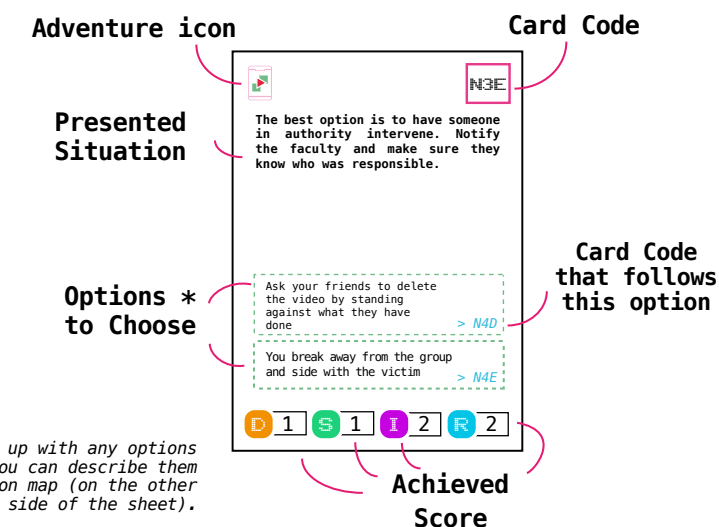 Adventure icon
Card Code
N3E
Presented
Situation
The best option is to have someone
in authority intervene. Notify
the faculty and make sure they
know who was responsible.
Options *
to Choose
Ask your friends to delete
the video by standing
against what they have
done
> N4D
Card Code
that follows
this option
You break away from the group
and side with the victim
> N4E
D 1 S 1 I 2 R 2
up with any options
ou can describe them
on map (on the other
side of the sheet).
Achieved
Score